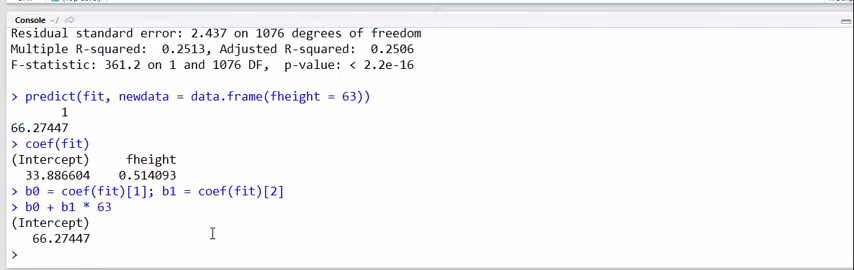 Console ~/
Residual standard error: 2.437 on 1076 degrees of freedom
Multiple R-squared:  0.2513, Adjusted R-squared:  0.2506
F-statistic: 361.2 on 1 and 1076 DF,  p-value: < 2.2e-16
> predict(fit, newdata = data.frame(fheight = 63))
1
66.27447
> coef(fit)
(Intercept)     fheight
33.886604    0.514093
> b0 = coef(fit)[1]; b1 = coef(fit)[2]
> b0 + b1 * 63
(Intercept)
66.27447
>